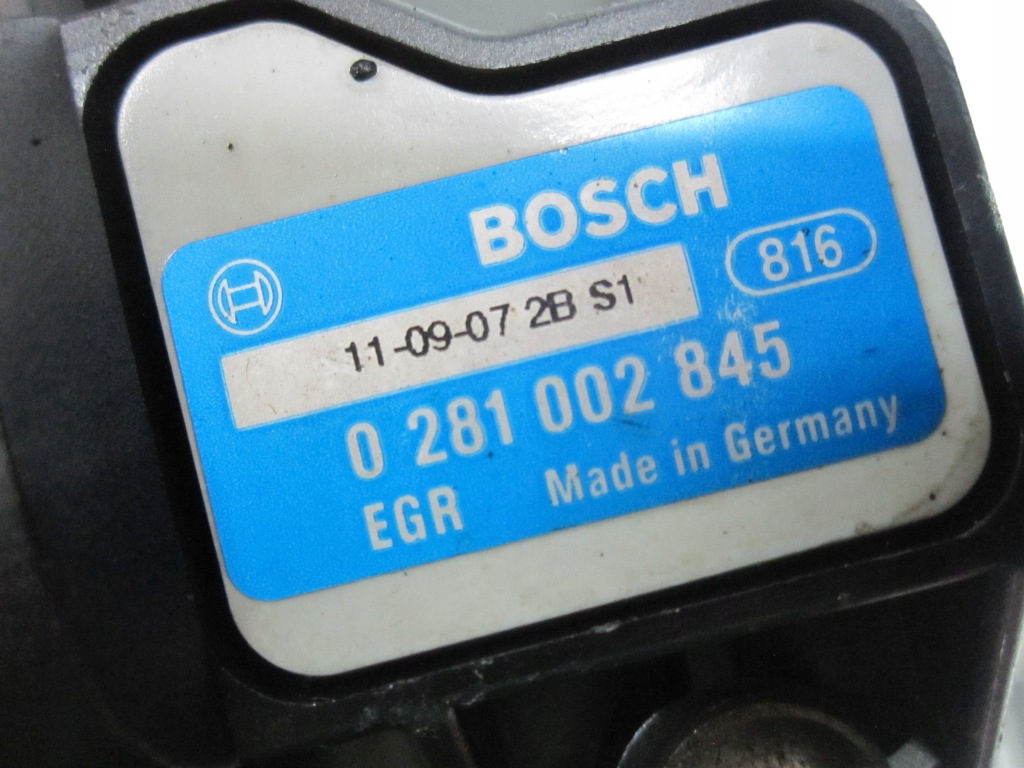 BOSCH
816
11-09-07 2B S1
0 281 002 845
EGR Made in Germany